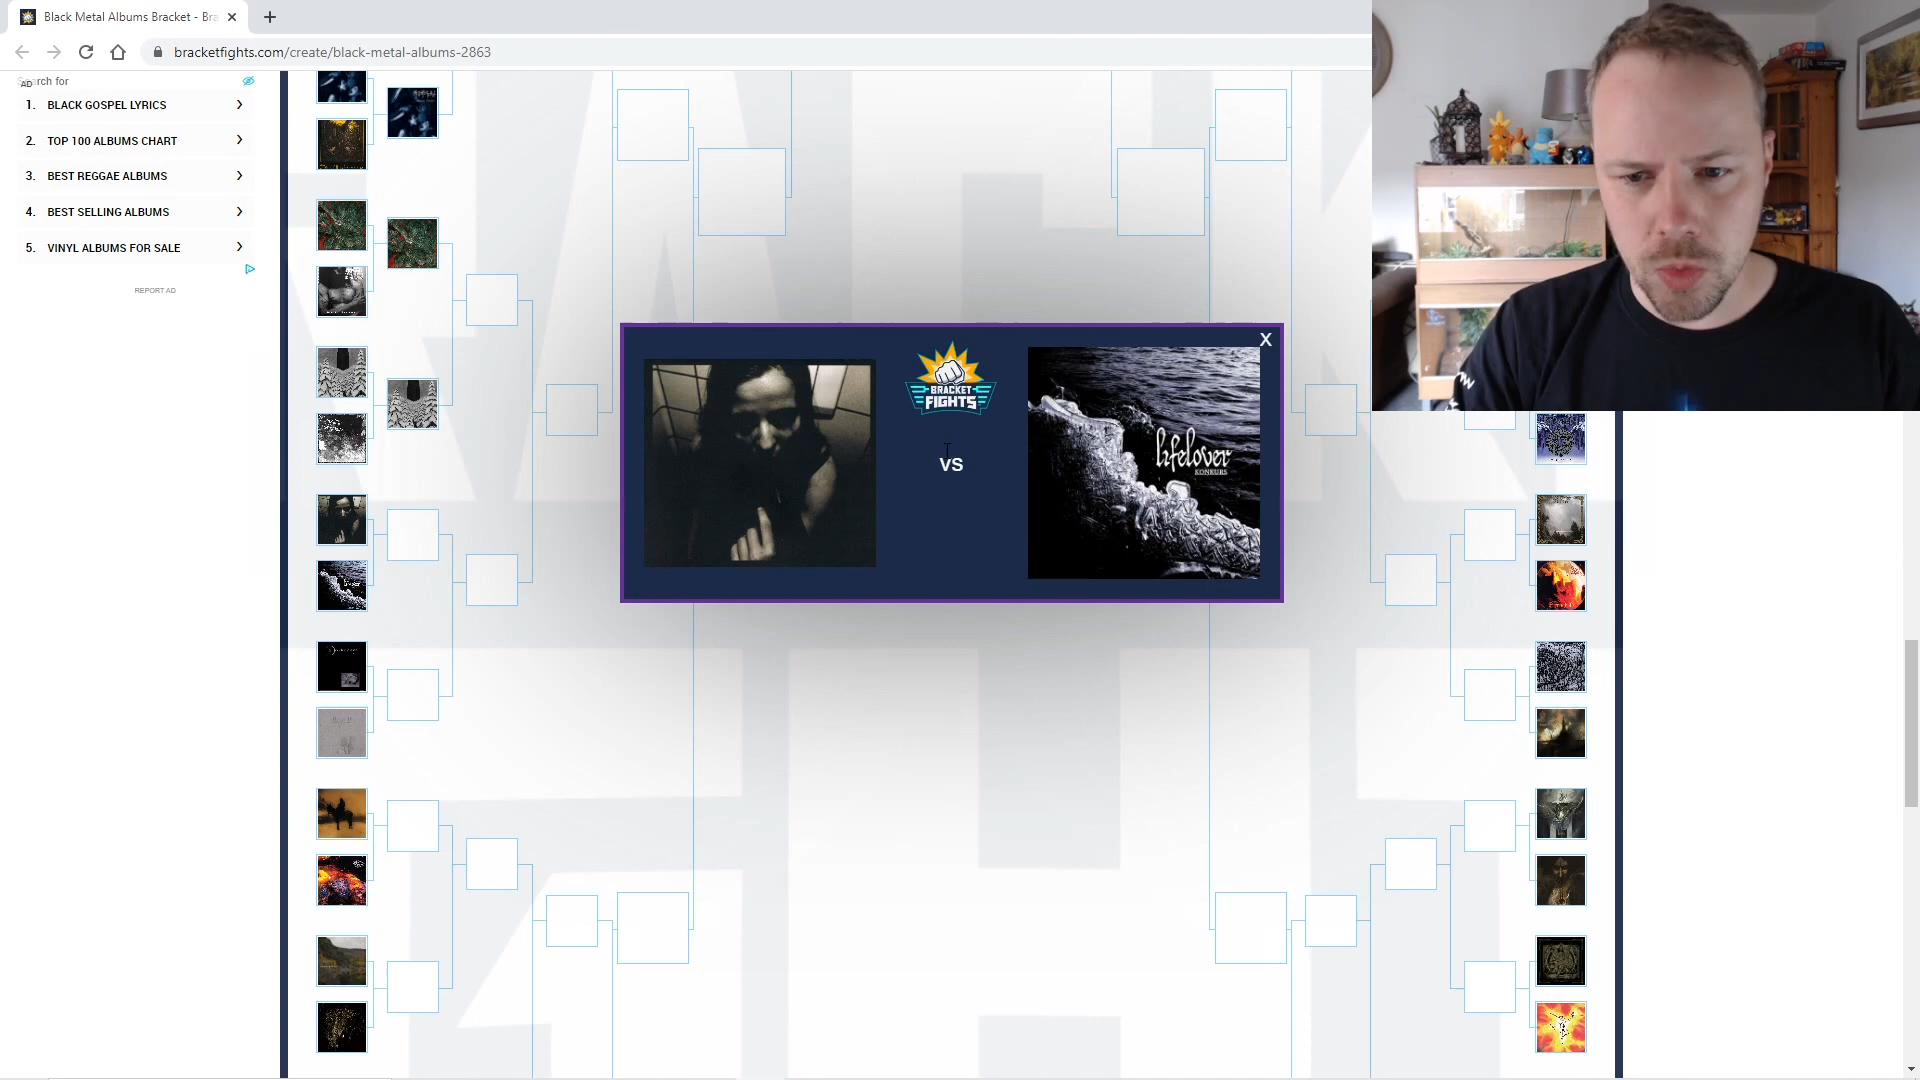 Black Metal Albums Bracket - Bra
bracketfights.com/create/black-metal-albums-2863
Search for
AD
1. BLACK GOSPEL LYRICS
2. TOP 100 ALBUMS CHART
3. BEST REGGAE ALBUMS
4. BEST SELLING ALBUMS
5. VINYL ALBUMS FOR SALE
REPORT AD
X
BRACKET
FIGHTS
VS
lifelover
KONKURS